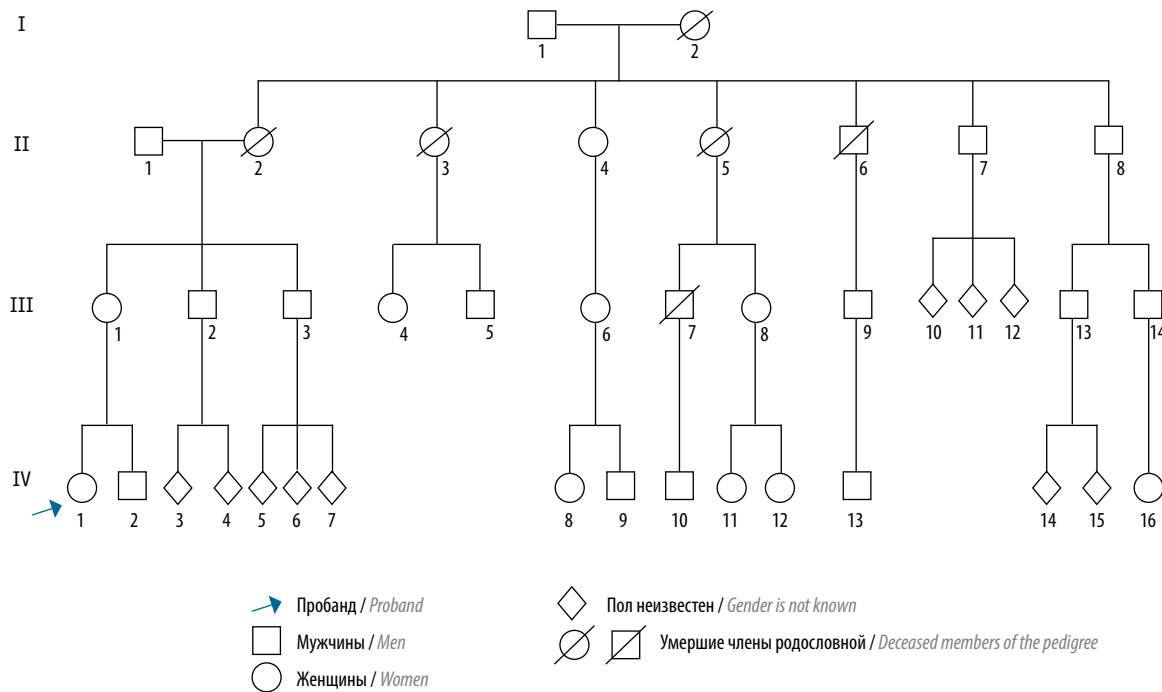 I
1 2
II
1 2 3 4 5 6 7 8
III
1 2 3 4 5 6 7 8 9 10 11 12 13 14
IV
1 2 3 4 5 6 7 8 9 10 11 12 13 14 15 16
Пробанд / Proband
Пол неизвестен / Gender is not known
Мужчины / Men
Умершие члены родословной / Deceased members of the pedigree
Женщины / Women